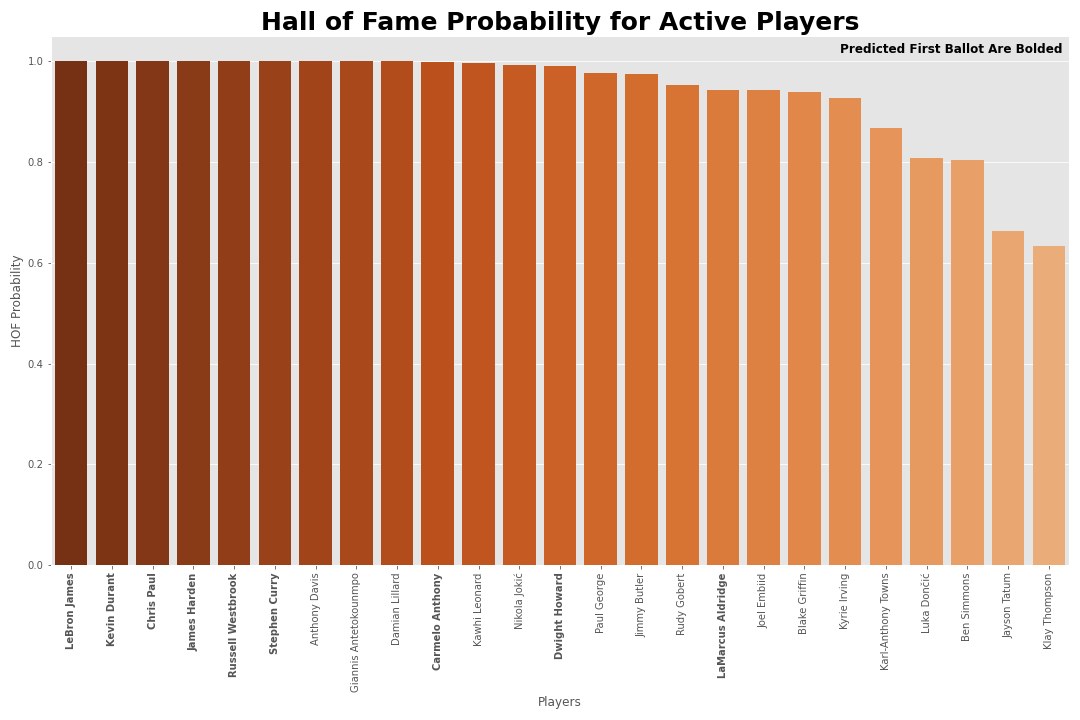 Hall of Fame Probability for Active Players
Predicted First Ballot Are Bolded
HOF Probability
1.0
0.8
0.6
0.4
0.2
0.0
LeBron James
Kevin Durant
Chris Paul
James Harden
Russell Westbrook
Stephen Curry
Anthony Davis
Giannis Antetokounmpo
Damian Lillard
Carmelo Anthony
Kawhi Leonard
Nikola Jokić
Dwight Howard
Paul George
Jimmy Butler
Rudy Gobert
LaMarcus Aldridge
Joel Embiid
Blake Griffin
Kyrie Irving
Karl-Anthony Towns
Luka Dončić
Ben Simmons
Jayson Tatum
Klay Thompson
Players